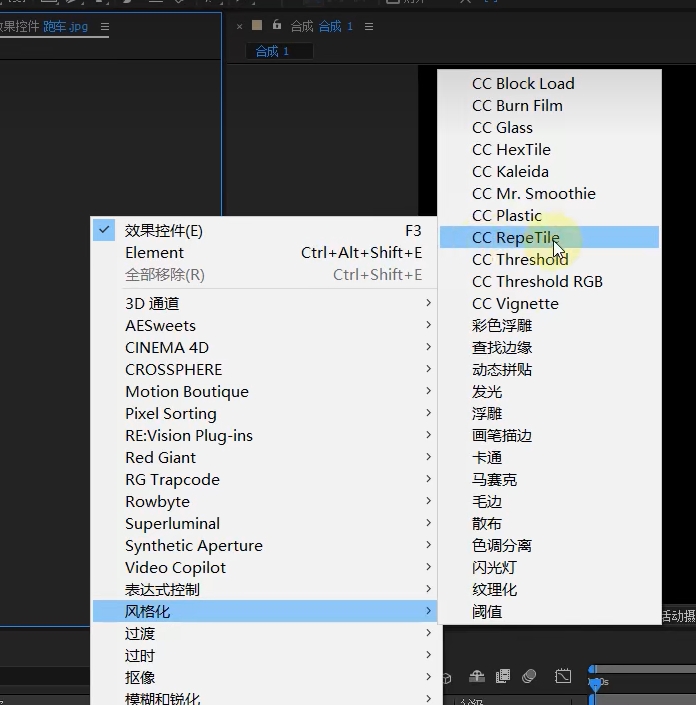 效果控件 跑车.jpg
合成 合成 1
合成 1
效果控件(E) F3
Element Ctrl+Alt+Shift+E
全部移除(R) Ctrl+Shift+E
3D 通道
AESweets
CINEMA 4D
CROSSPHERE
Motion Boutique
Pixel Sorting
RE:Vision Plug-ins
Red Giant
RG Trapcode
Rowbyte
Superluminal
Synthetic Aperture
Video Copilot
表达式控制
风格化
过渡
过时
抠像
模糊和锐化
CC Block Load
CC Burn Film
CC Glass
CC HexTile
CC Kaleida
CC Mr. Smoothie
CC Plastic
CC RepeTile
CC Threshold
CC Threshold RGB
CC Vignette
彩色浮雕
查找边缘
动态拼贴
发光
浮雕
画笔描边
卡通
马赛克
毛边
散布
色调分离
闪光灯
纹理化
阈值
活动摄